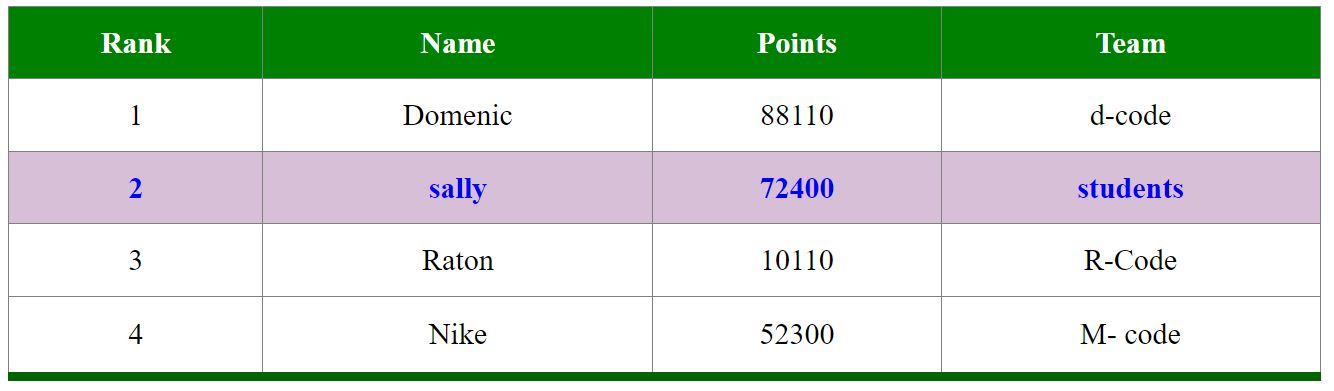 Rank Name Points Team
1 Domenic 88110 d-code
2 sally 72400 students
3 Raton 10110 R-Code
4 Nike 52300 M- code